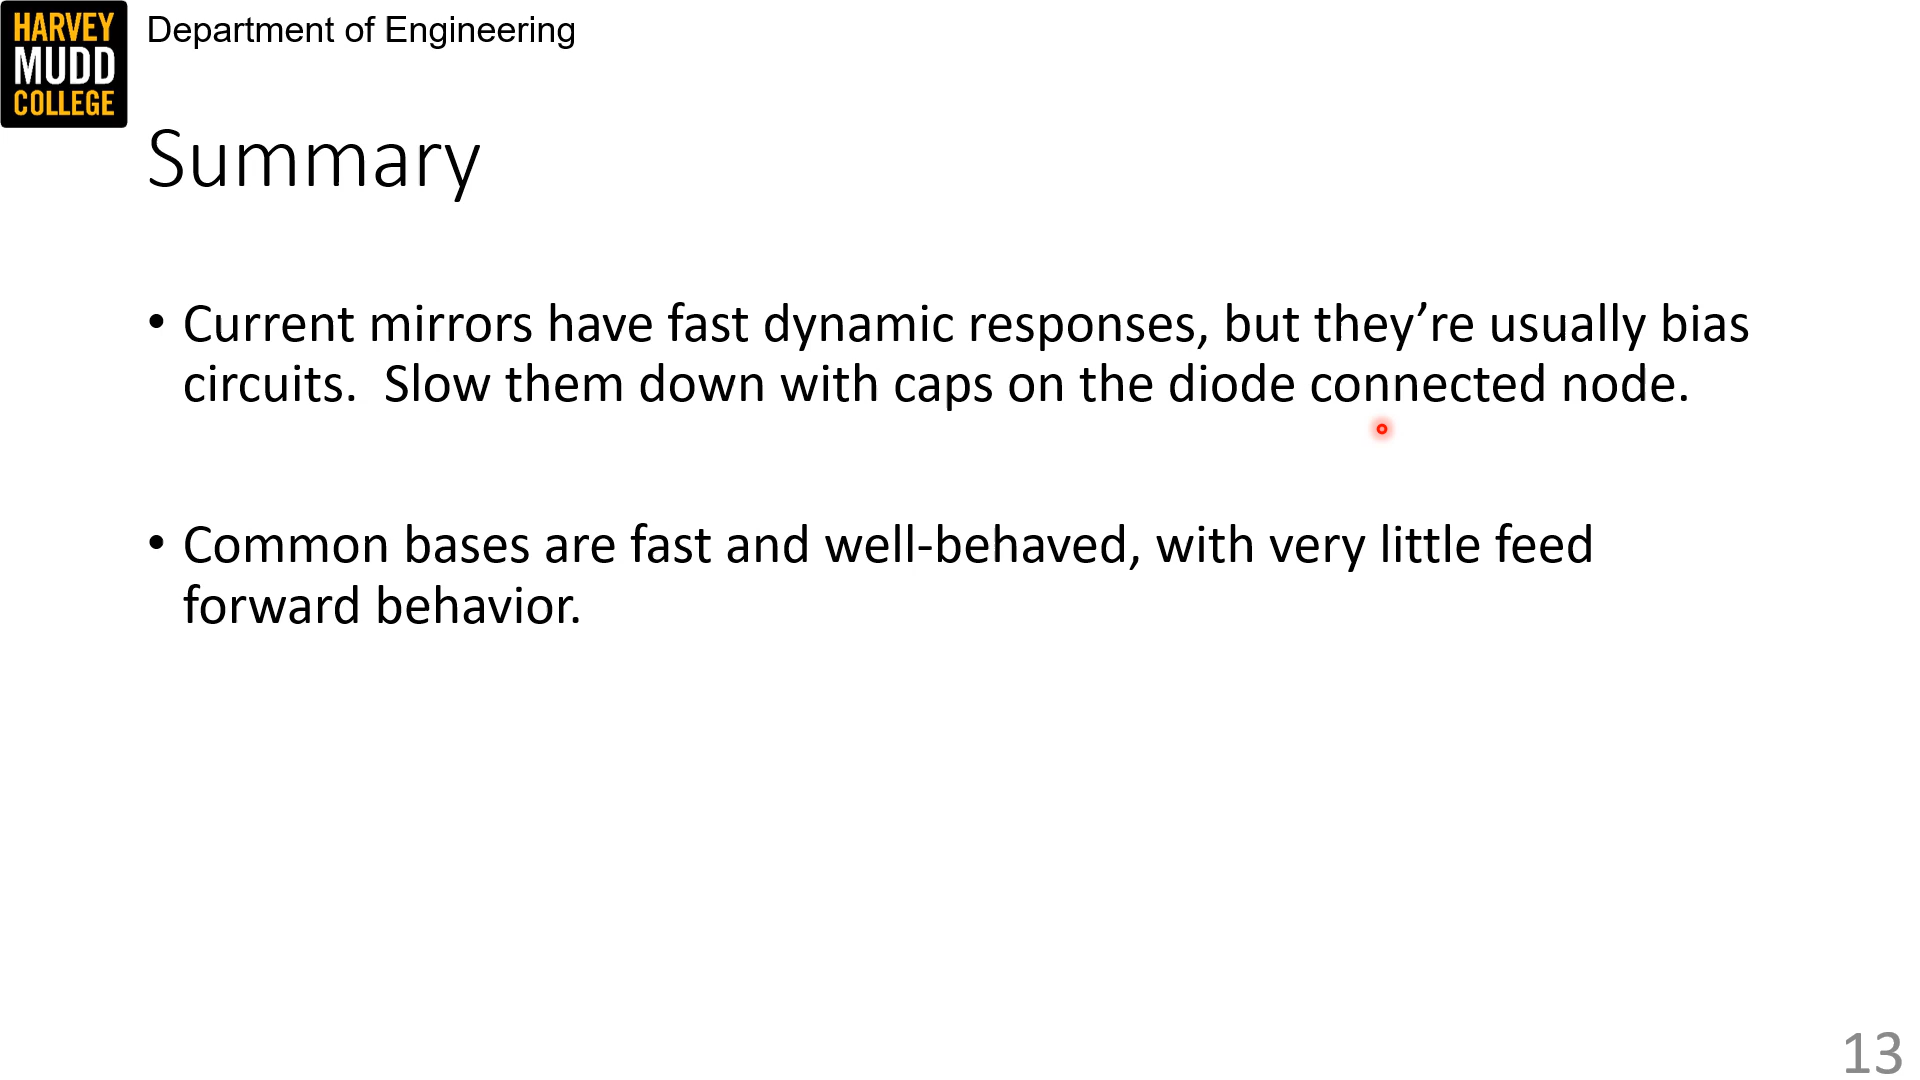 HARVEY
MUDD
COLLEGE
Department of Engineering
Summary
• Current mirrors have fast dynamic responses, but they’re usually bias
circuits.  Slow them down with caps on the diode connected node.
• Common bases are fast and well-behaved, with very little feed
forward behavior.
13